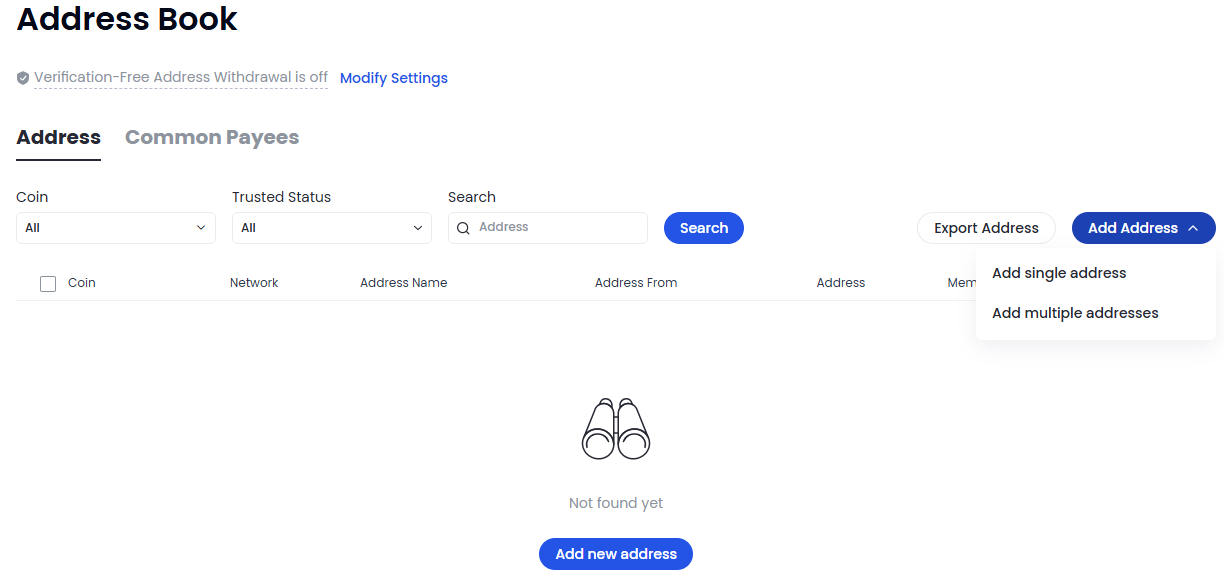 Address Book
Verification-Free Address Withdrawal is off Modify Settings
Address Common Payees
Coin Trusted Status Search
All All Address Search Export Address Add Address
Add single address
Coin Network Address Name Address From Address Mem
Add multiple addresses
Not found yet
Add new address